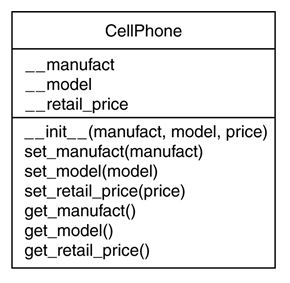 CellPhone
__manufact
__model
__retail_price
__init__(manufact, model, price)
set_manufact(manufact)
set_model(model)
set_retail_price(price)
get_manufact()
get_model()
get_retail_price()